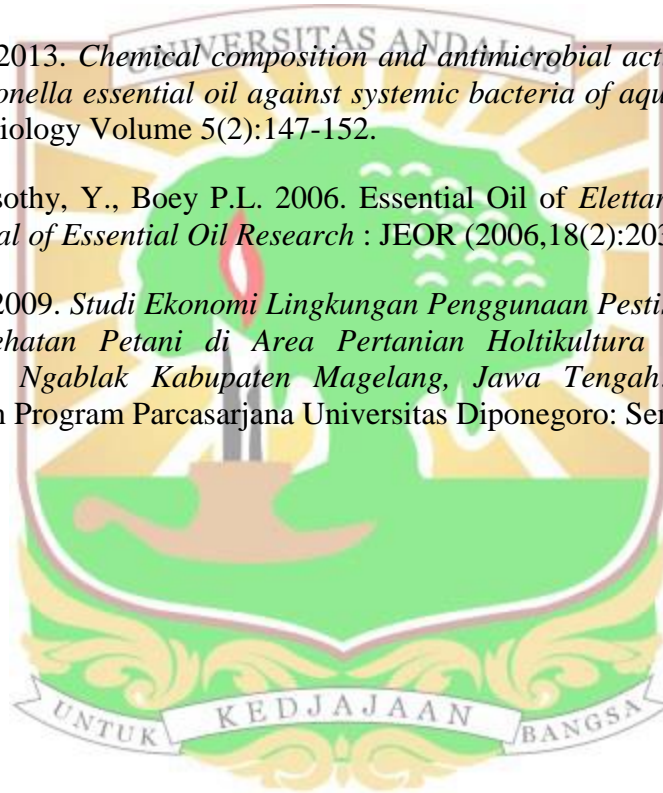 UNIVERSITAS ANDALAS
2013. Chemical composition and antimicrobial act
onella essential oil against systemic bacteria of aqu
iology Volume 5(2):147-152.
sothy, Y., Boey P.L. 2006. Essential Oil of Elettar
al of Essential Oil Research : JEOR (2006,18(2):203
2009. Studi Ekonomi Lingkungan Penggunaan Pesti
ehatan Petani di Area Pertanian Holtikultura
Ngablak Kabupaten Magelang, Jawa Tengah.
n Program Parcasarjana Universitas Diponegoro: Ser
UNTUK KEDJAJAAN BANGSA